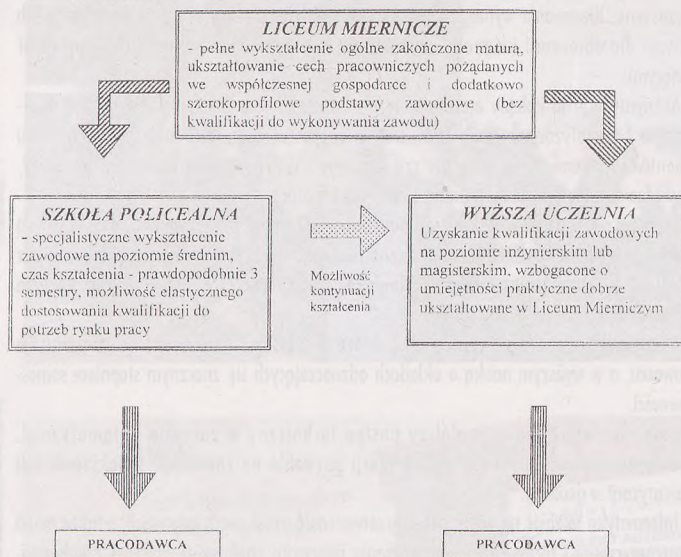 LICEUM MIERNICZE
- pełne wykształcenie ogólne zakończone maturą,
ukształtowanie cech pracowniczych pożądanych
we współczesnej gospodarce i dodatkowo
szerokoprofilowe podstawy zawodowe (bez
kwalifikacji do wykonywania zawodu)
SZKOŁA POLICEALNA
- specjalistyczne wykształcenie
zawodowe na poziomie średnim,
czas kształcenia - prawdopodobnie 3
semestry, możliwość elastycznego
dostosowania kwalifikacji do
potrzeb rynku pracy
Możliwość
kontynuacji
kształcenia
WYŻSZA UCZELNIA
Uzyskanie kwalifikacji zawodowych
na poziomie inżynierskim lub
magisterskim, wzbogacone o
umiejętności praktyczne dobrze
ukształtowane w Liceum Mierniczym
PRACODAWCA
PRACODAWCA